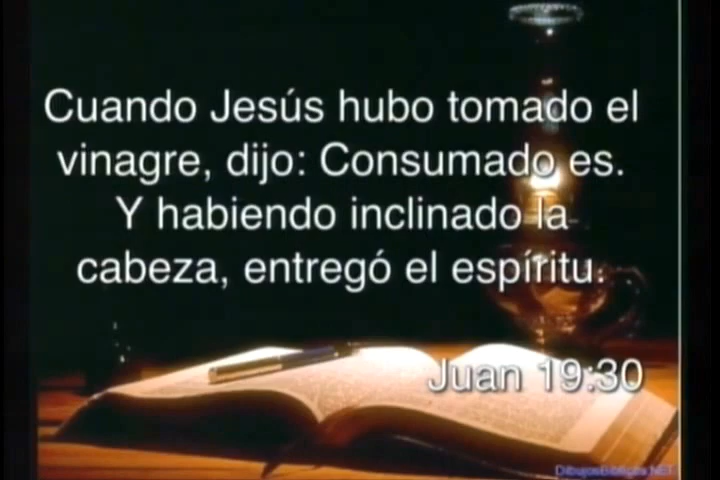 Cuando Jesús hubo tomado el
vinagre, dijo: Consumado es.
Y habiendo inclinado la
cabeza, entregó el espíritu.
Juan 19:30
DibujosBiblicos.NET